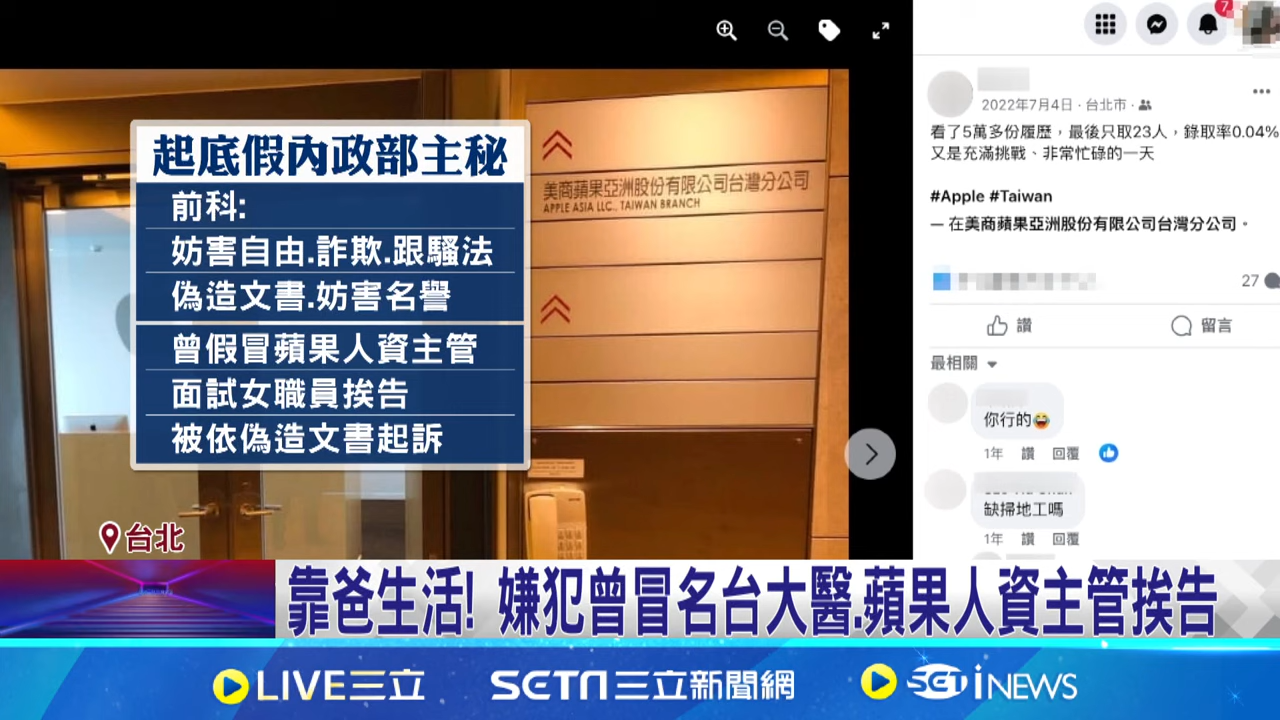 起底假內政部主秘
前科:
妨害自由.詐欺.跟騷法
偽造文書.妨害名譽
曾假冒蘋果人資主管
面試女職員挨告
被依偽造文書起訴
美商蘋果亞洲股份有限公司台灣分公司
APPLE ASIA LLC., TAIWAN BRANCH
7
2022年7月4日 · 台北市 ·
看了5萬多份履歷，最後只取23人，錄取率0.04%
又是充滿挑戰、非常忙碌的一天
#Apple #Taiwan
— 在美商蘋果亞洲股份有限公司台灣分公司。
27
讚 留言
最相關
你行的😂
1年 讚 回覆
缺掃地工嗎
1年 讚 回覆
台北
靠爸生活! 嫌犯曾冒名台大醫.蘋果人資主管挨告
LIVE三立 SETN三立新聞網 SET iNEWS